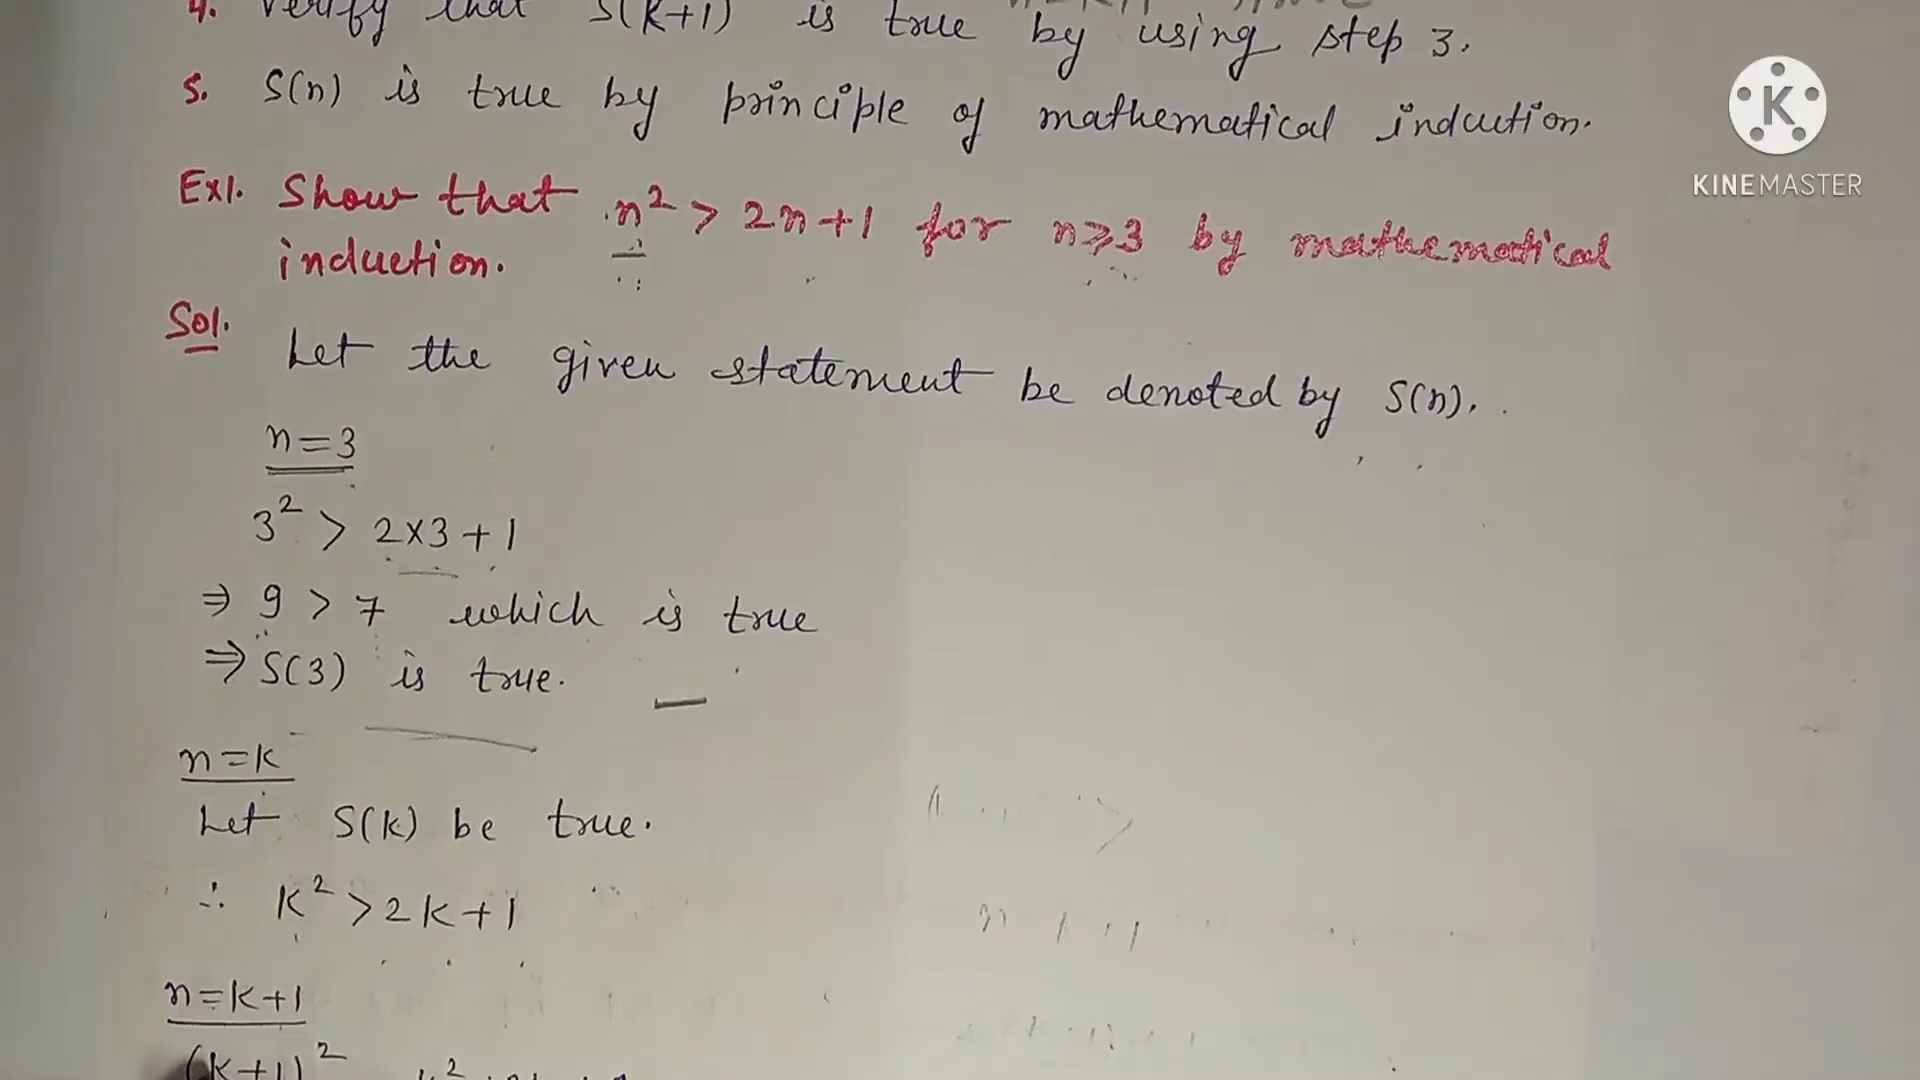 4. Verify that S(k+1) is true by using step 3.
5. S(n) is true by principle of mathematical induction.
K
KINEMASTER
Ex1. Show that n² > 2n+1 for n≥3 by mathematical
induction.
Sol.
Let the given statement be denoted by S(n).
n=3
3² > 2×3+1
⇒ 9 > 7 which is true
⇒ S(3) is true.
n=k
Let S(k) be true.
∴ k² > 2k+1
n=k+1
(k+1)²